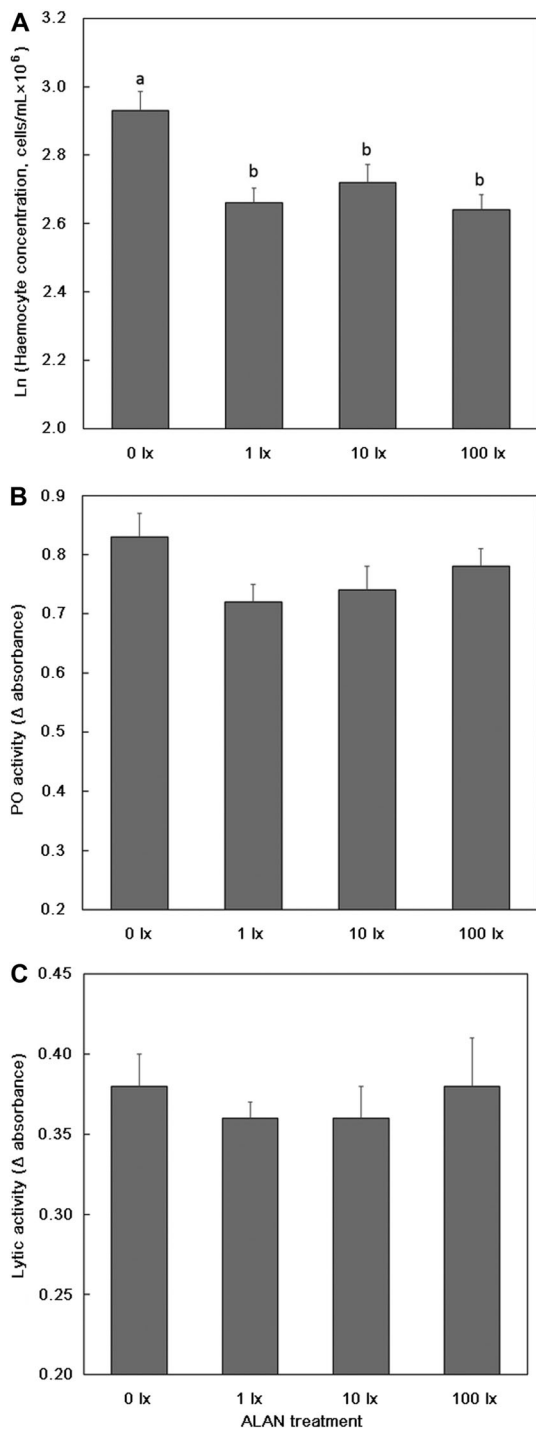 A
Ln (Haemocyte concentration, cells/mL×10⁶)
3.2
3.0
2.8
2.6
2.4
2.2
2.0
a
b
b
b
0 lx 1 lx 10 lx 100 lx
B
PO activity (Δ absorbance)
0.9
0.8
0.7
0.6
0.5
0.4
0.3
0.2
0 lx 1 lx 10 lx 100 lx
C
Lytic activity (Δ absorbance)
0.45
0.40
0.35
0.30
0.25
0.20
0 lx 1 lx 10 lx 100 lx
ALAN treatment